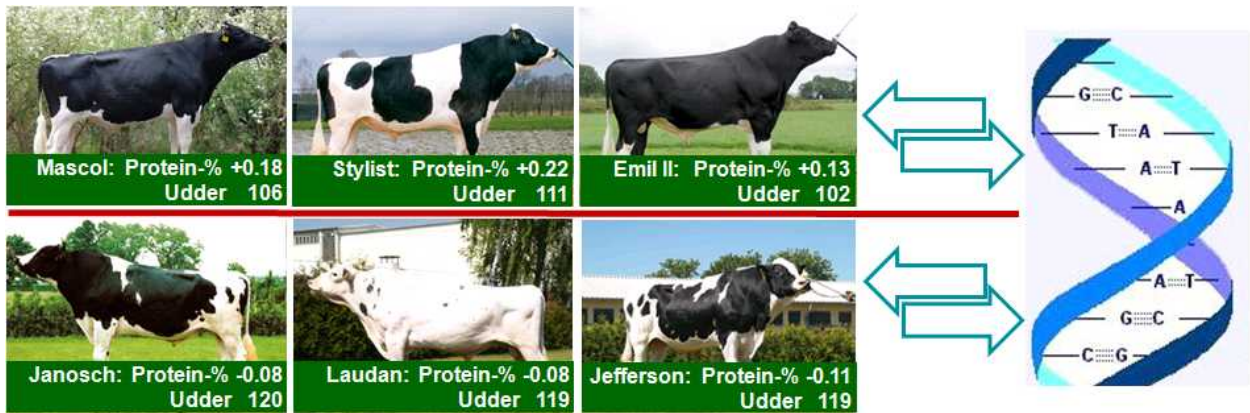 Mascol: Protein-% +0.18
Udder 106
Stylist: Protein-% +0.22
Udder 111
Emil II: Protein-% +0.13
Udder 102
Janosch: Protein-% -0.08
Udder 120
Laudan: Protein-% -0.08
Udder 119
Jefferson: Protein-% -0.11
Udder 119
G C
T A
A T
A
A T
G C
C G